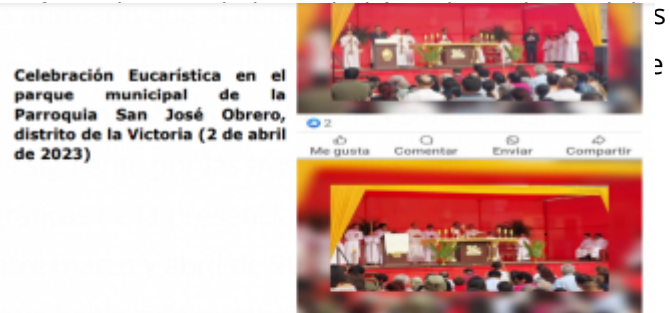 s
e
Celebración Eucarística en el
parque municipal de la
Parroquia San José Obrero,
distrito de la Victoria (2 de abril
de 2023)
2
Me gusta Comentar Enviar Compartir